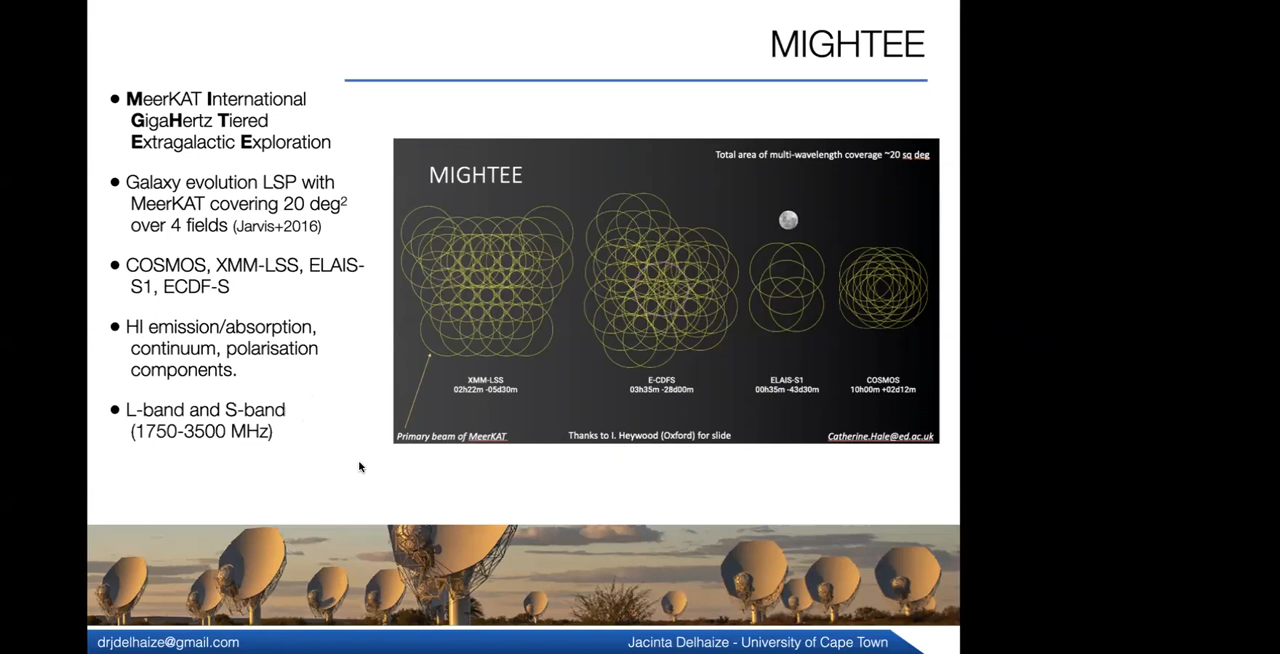 MIGHTEE
• MeerKAT International
GigaHertz Tiered
Extragalactic Exploration
• Galaxy evolution LSP with
MeerKAT covering 20 deg²
over 4 fields (Jarvis+2016)
• COSMOS, XMM-LSS, ELAIS-
S1, ECDF-S
• HI emission/absorption,
continuum, polarisation
components.
• L-band and S-band
(1750-3500 MHz)
Total area of multi-wavelength coverage ~20 sq deg
MIGHTEE
XMM-LSS
02h22m -05d30m
E-CDFS
03h35m -28d00m
ELAIS-S1
00h35m -43d30m
COSMOS
10h00m +02d12m
Primary beam of MeerKAT
Thanks to I. Heywood (Oxford) for slide
Catherine.Hale@ed.ac.uk
drjdelhaize@gmail.com
Jacinta Delhaize - University of Cape Town